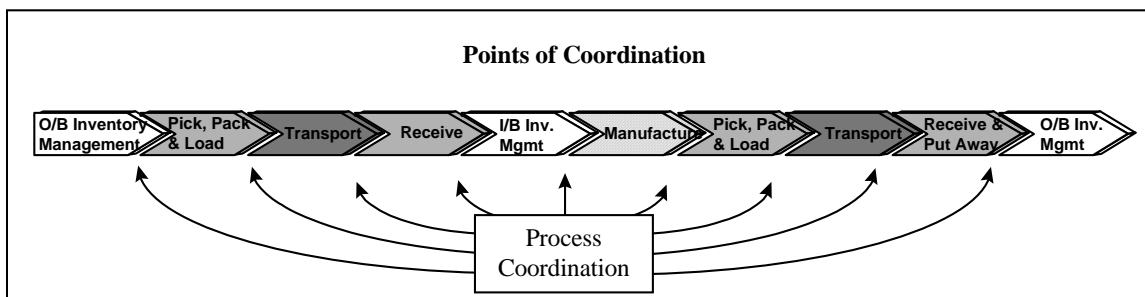 Points of Coordination
O/B Inventory
Management
Pick, Pack
& Load
Transport
Receive
I/B Inv.
Mgmt
Manufacture
Pick, Pack
& Load
Transport
Receive &
Put Away
O/B Inv.
Mgmt
Process
Coordination